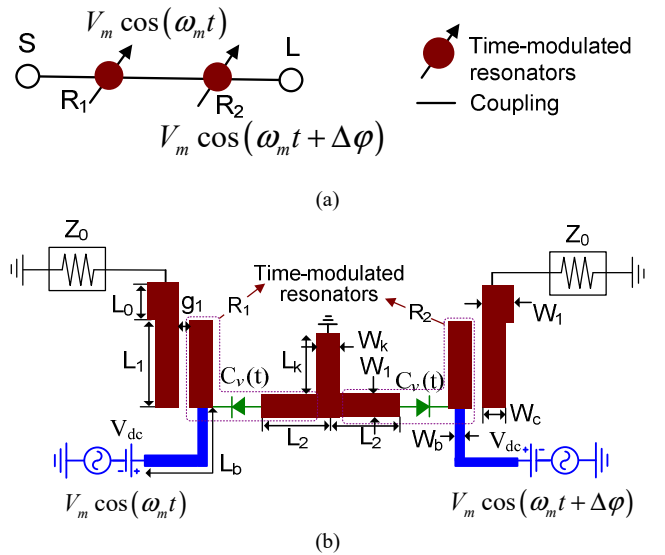 V_m cos(ω_m t)
S
L
R_1
R_2
V_m cos(ω_m t + Δφ)
Time-modulated
resonators
Coupling
(a)
Z_0
Z_0
Time-modulated
resonators
L_0
g_1
R_1
R_2
W_1
L_1
L_k
W_k
W_1
C_v(t)
C_v(t)
W_c
V_dc
L_b
L_2
L_2
W_b
V_dc
- +
+ -
V_m cos(ω_m t)
V_m cos(ω_m t + Δφ)
(b)